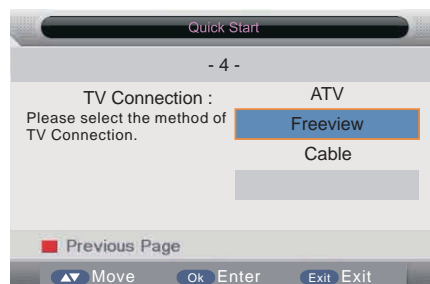 Quick Start
- 4 -
TV Connection :
Please select the method of
TV Connection.
ATV
Freeview
Cable
Previous Page
Move Ok Enter Exit Exit